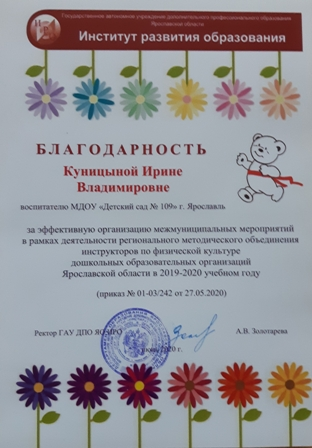 Государственное автономное учреждение дополнительного профессионального образования
Ярославской области
Институт развития образования
БЛАГОДАРНОСТЬ
Куницыной Ирине
Владимировне
воспитателю МДОУ «Детский сад № 109» г. Ярославль
за эффективную организацию межмуниципальных мероприятий
в рамках деятельности регионального методического объединения
инструкторов по физической культуре
дошкольных образовательных организаций
Ярославской области в 2019-2020 учебном году
(приказ № 01-03/242 от 27.05.2020)
Ректор ГАУ ДПО ЯО ИРО
А.В. Золотарева
2020 г.